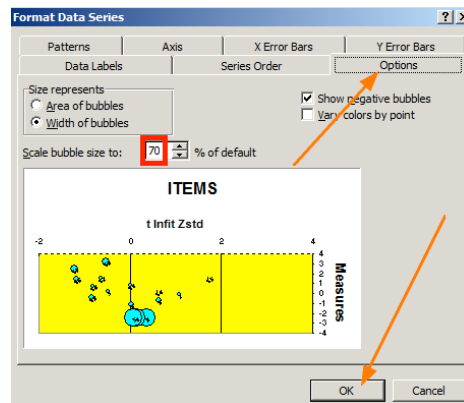 Format Data Series
Patterns Axis X Error Bars Y Error Bars
Data Labels Series Order Options
Size represents
Area of bubbles
Width of bubbles
Show negative bubbles
Vary colors by point
Scale bubble size to: 70 % of default
ITEMS
t Infit Zstd
-2 0 2 4
4
3
2
1
0
-1
-2
-3
-4
Measures
OK Cancel